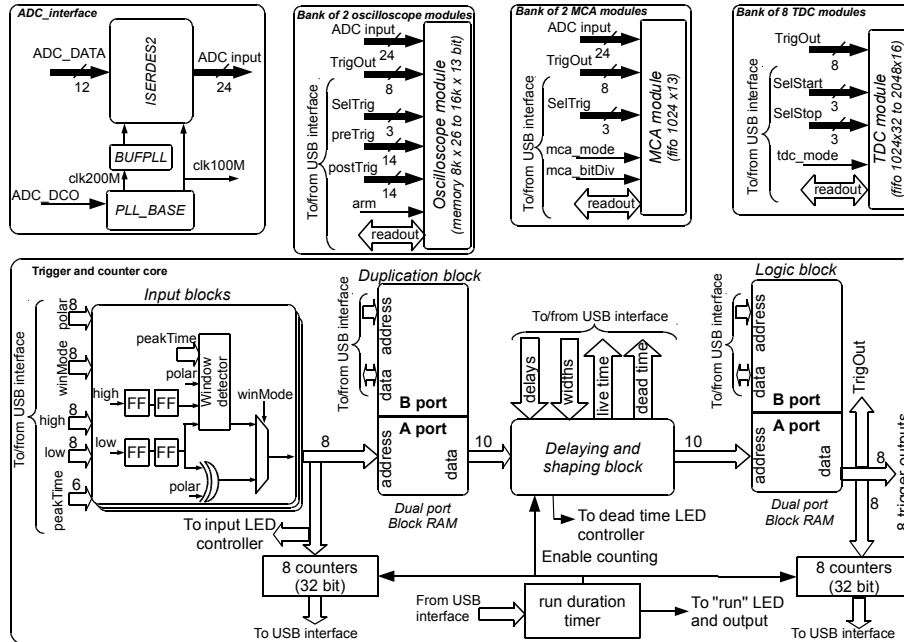 ADC_interface
ADC_DATA
12
ISERDES2
ADC input
24
BUFPLL
clk200M
clk100M
ADC_DCO
PLL_BASE
Bank of 2 oscilloscope modules
To/from USB interface
ADC input
24
TrigOut
8
SelTrig
3
preTrig
14
postTrig
14
arm
readout
Oscilloscope module
(memory 8k x 26 to 16k x 13 bit)
Bank of 2 MCA modules
To/from USB interface
ADC input
24
TrigOut
8
SelTrig
3
mca_mode
mca_bitDiv
readout
MCA module
(fifo 1024 x13)
Bank of 8 TDC modules
To/from USB interface
TrigOut
8
SelStart
3
SelStop
3
tdc_mode
readout
TDC module
(fifo 1024x32 to 2048x16)
Trigger and counter core
To/from USB interface
polar
8
winMode
8
high
8
low
8
peakTime
6
Input blocks
peakTime
polar
Window
detector
high
FF
FF
winMode
low
FF
FF
polar
8
To input LED
controller
8 counters
(32 bit)
To USB interface
Duplication block
To/from USB interface
address
data
B port
A port
address
data
Dual port
Block RAM
10
To/from USB interface
delays
widths
live time
dead time
Delaying and
shaping block
To dead time LED
controller
Enable counting
10
From USB
interface
run duration
timer
To "run" LED
and output
Logic block
To/from USB interface
address
data
B port
A port
address
data
Dual port
Block RAM
TrigOut
8
8
8 trigger outputs
8 counters
(32 bit)
To USB interface